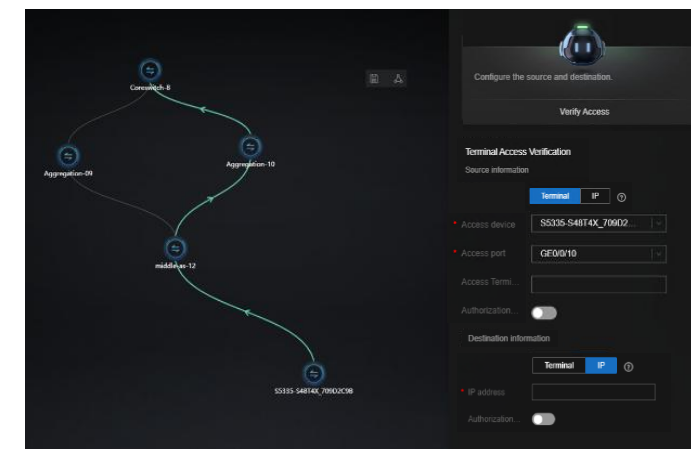 Coreswitch-B
Aggregation-09
Aggregation-10
middle-as-12
S5335-S48T4X_709D2C9B
Configure the source and destination.
Verify Access
Terminal Access Verification
Source information
Terminal IP
* Access device S5335-S48T4X_709D2...
* Access port GE0/0/10
Access Termi...
Authorization...
Destination information
Terminal IP
* IP address
Authorization...